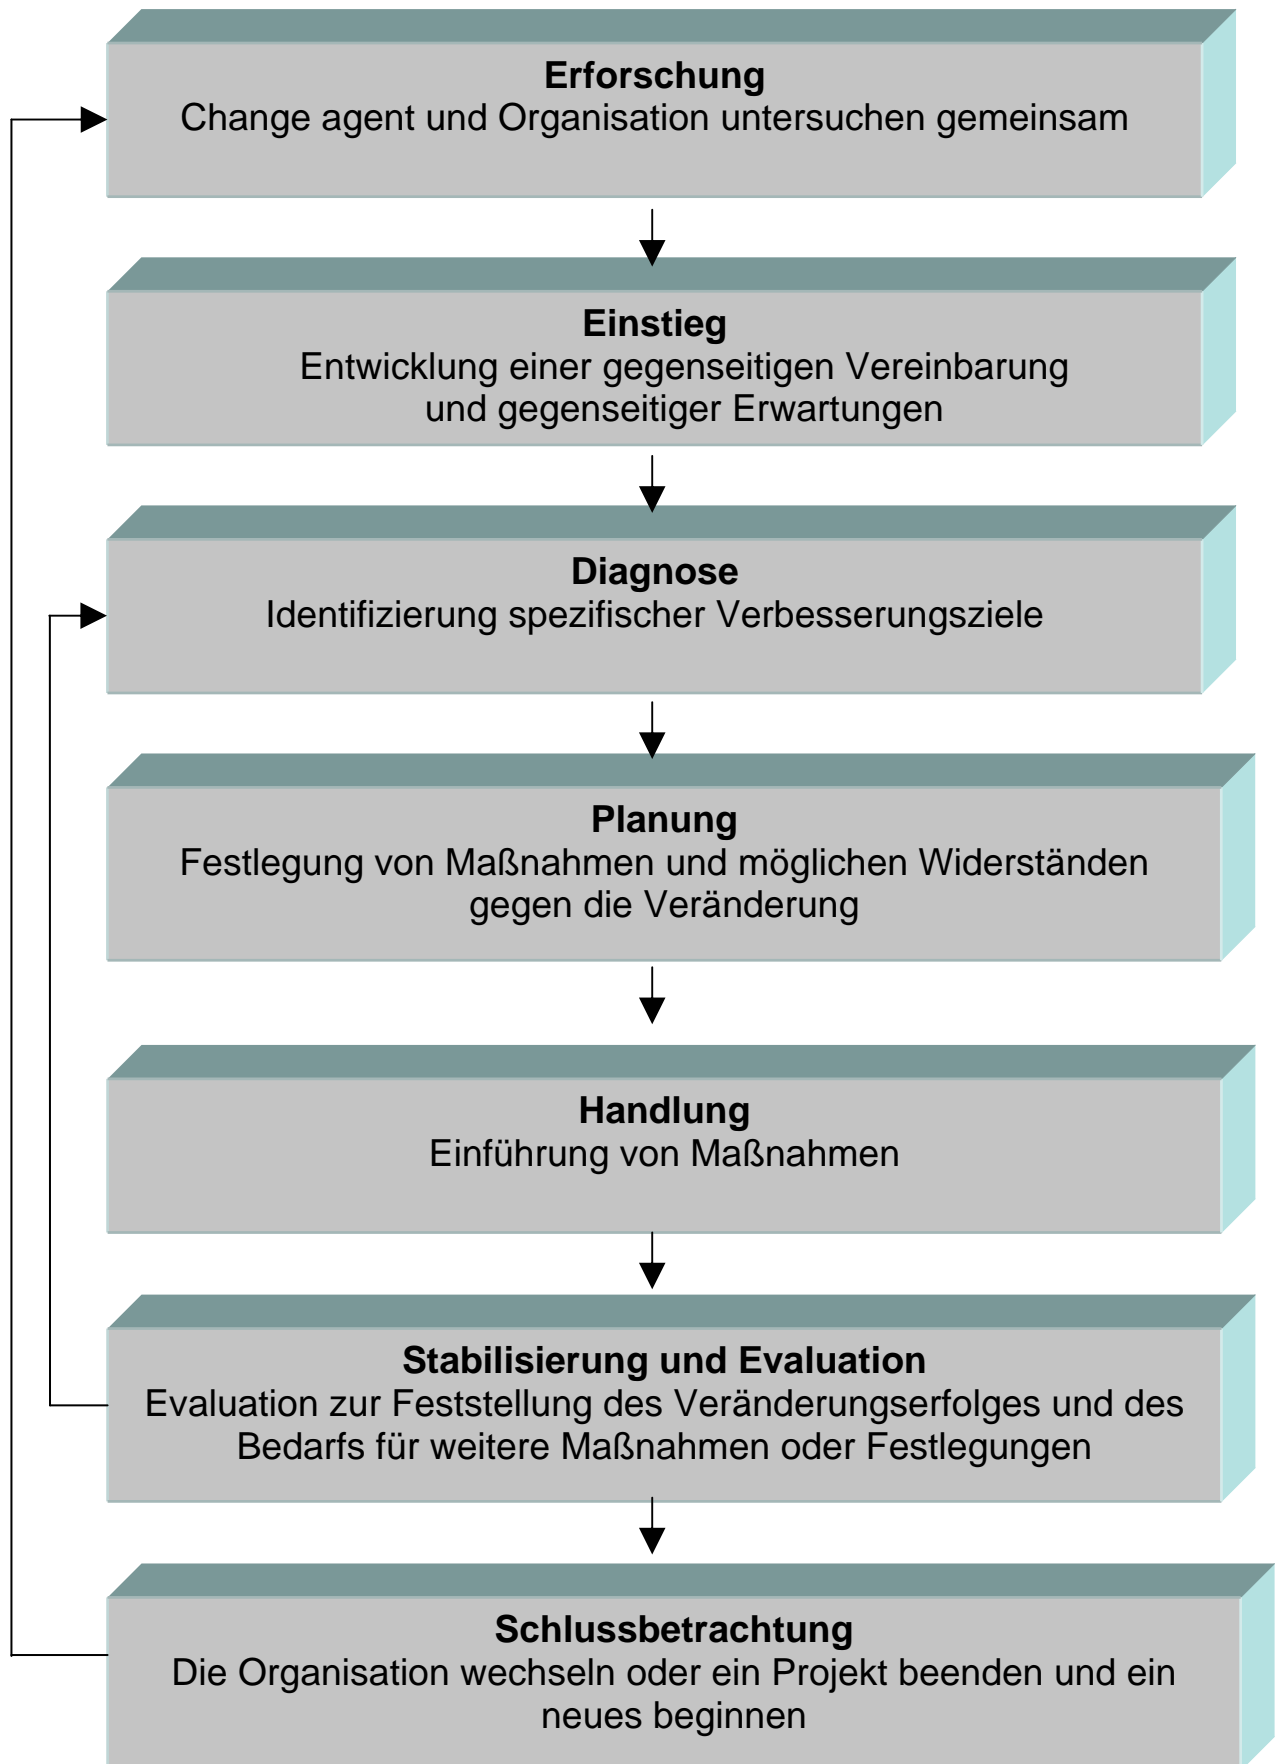 Erforschung
Change agent und Organisation untersuchen gemeinsam
Einstieg
Entwicklung einer gegenseitigen Vereinbarung
und gegenseitiger Erwartungen
Diagnose
Identifizierung spezifischer Verbesserungsziele
Planung
Festlegung von Maßnahmen und möglichen Widerständen
gegen die Veränderung
Handlung
Einführung von Maßnahmen
Stabilisierung und Evaluation
Evaluation zur Feststellung des Veränderungserfolges und des
Bedarfs für weitere Maßnahmen oder Festlegungen
Schlussbetrachtung
Die Organisation wechseln oder ein Projekt beenden und ein
neues beginnen